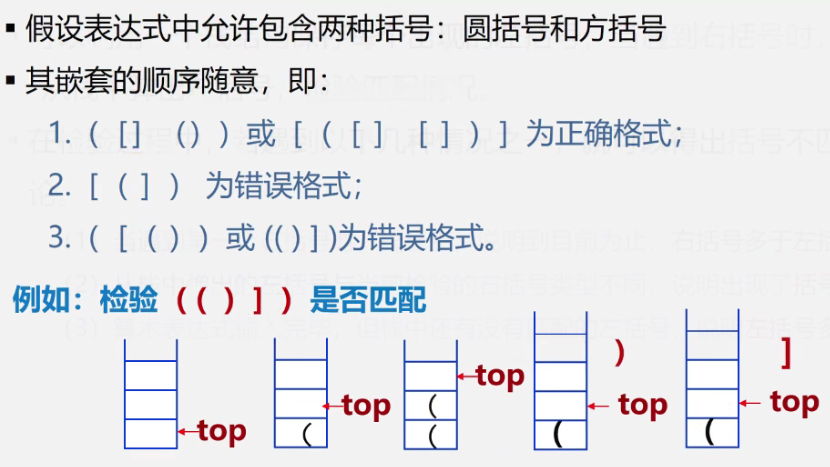 ▪ 假设表达式中允许包含两种括号：圆括号和方括号
▪ 其嵌套的顺序随意，即：
1. （ [ ] （） ）或 [ （ [ ] [ ] ）] 为正确格式；
2. [ （ ] ） 为错误格式；
3. （ [ （ ））或 (( ) ] )为错误格式。
例如：检验（（ ）] ）是否匹配
) ]
top top top top top
( ( ( ( (